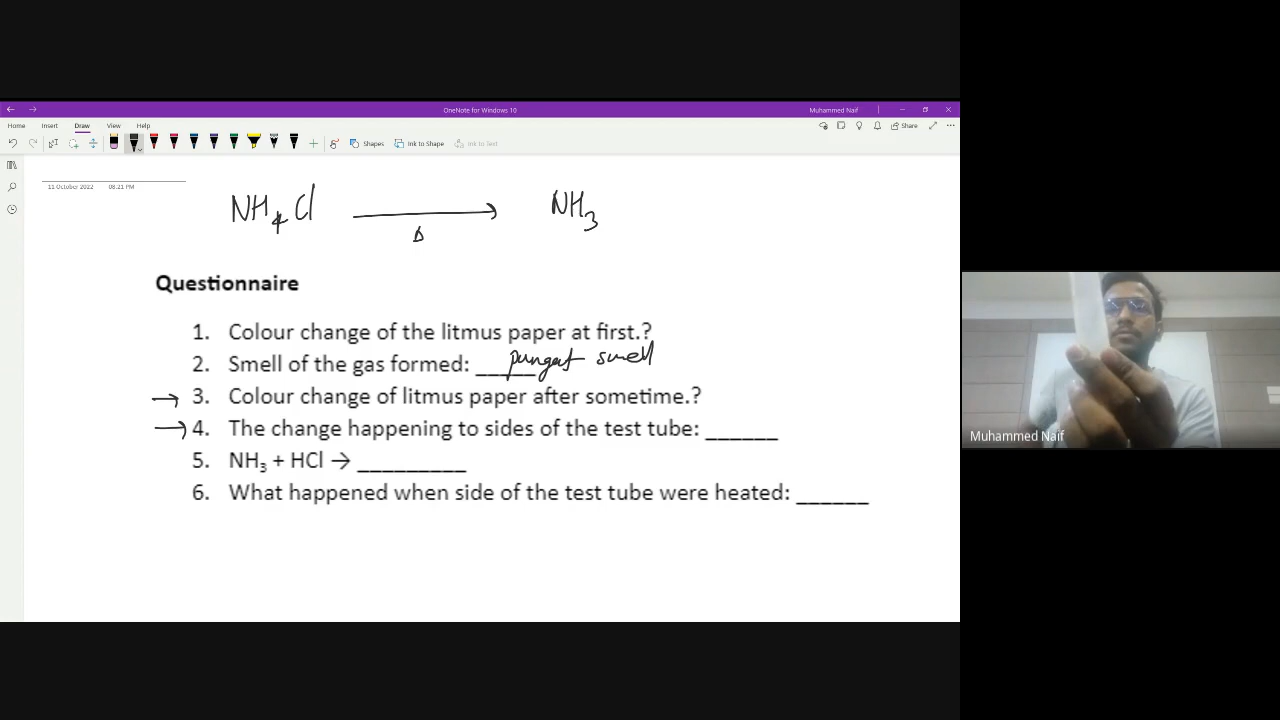 OneNote for Windows 10
Muhammed Naif
Home Insert Draw View Help
Shapes Ink to Shape Ink to Text Share
11 October 2022 08:21 PM
NH₄Cl → NH₃
Δ
Questionnaire
1. Colour change of the litmus paper at first.?
2. Smell of the gas formed: _____ pungat smell
→ 3. Colour change of litmus paper after sometime.?
→ 4. The change happening to sides of the test tube: ______
5. NH₃ + HCl → _________
6. What happened when side of the test tube were heated: ______
Muhammed Naif